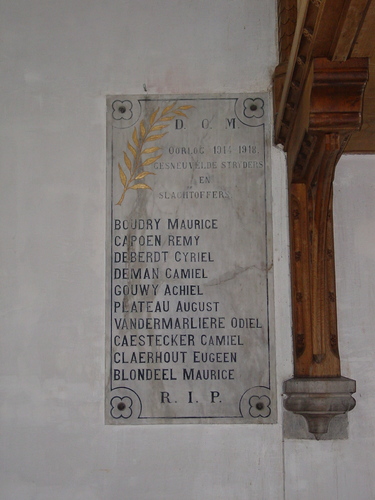 D. O. M.
OORLOG 1914-1918
GESNEUVELDE STRYDERS
EN
SLACHTOFFERS
BOUDRY MAURICE
CAPOEN REMY
DEBERDT CYRIEL
DEMAN CAMIEL
GOUWY ACHIEL
PLATEAU AUGUST
VANDERMARLIERE ODIEL
CAESTECKER CAMIEL
CLAERHOUT EUGEEN
BLONDEEL MAURICE
R. I. P.